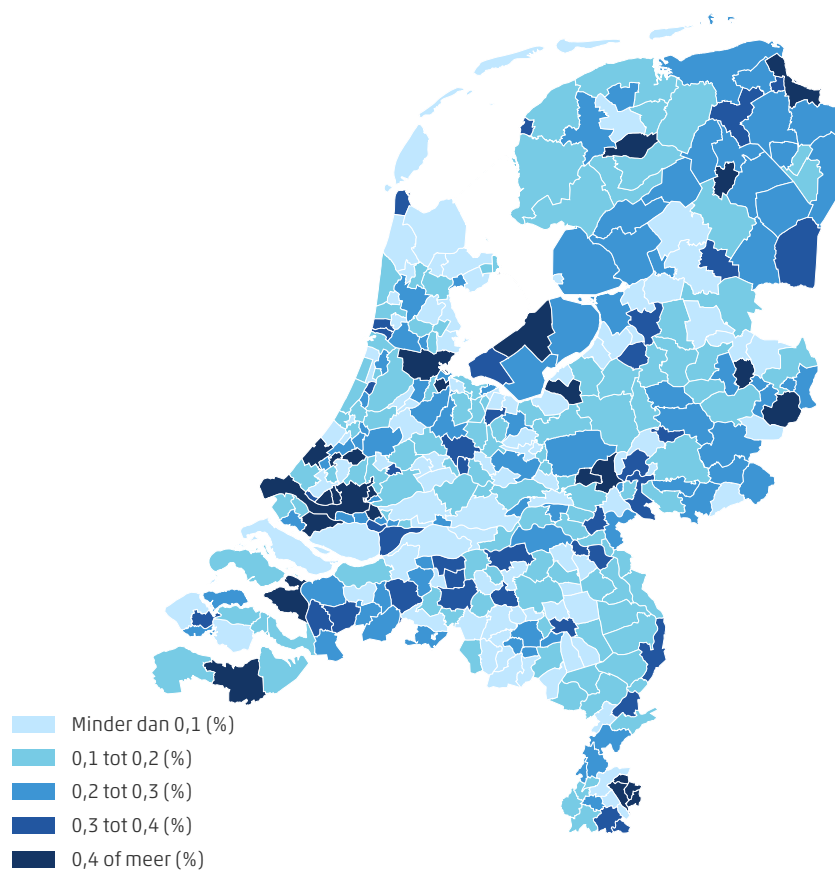 Minder dan 0,1 (%)
0,1 tot 0,2 (%)
0,2 tot 0,3 (%)
0,3 tot 0,4 (%)
0,4 of meer (%)